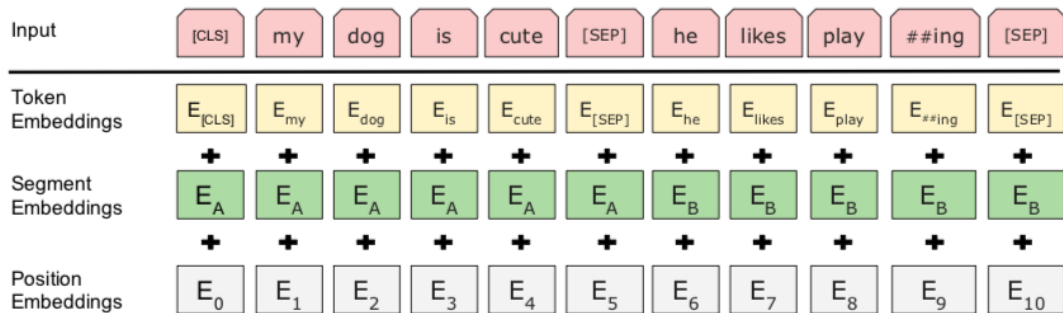 Input [CLS] my dog is cute [SEP] he likes play ##ing [SEP]
Token Embeddings E[CLS] Emy Edog Eis Ecute E[SEP] Ehe Elikes Eplay E##ing E[SEP]
+ + + + + + + + + + +
Segment Embeddings EA EA EA EA EA EA EB EB EB EB EB
+ + + + + + + + + + +
Position Embeddings E0 E1 E2 E3 E4 E5 E6 E7 E8 E9 E10